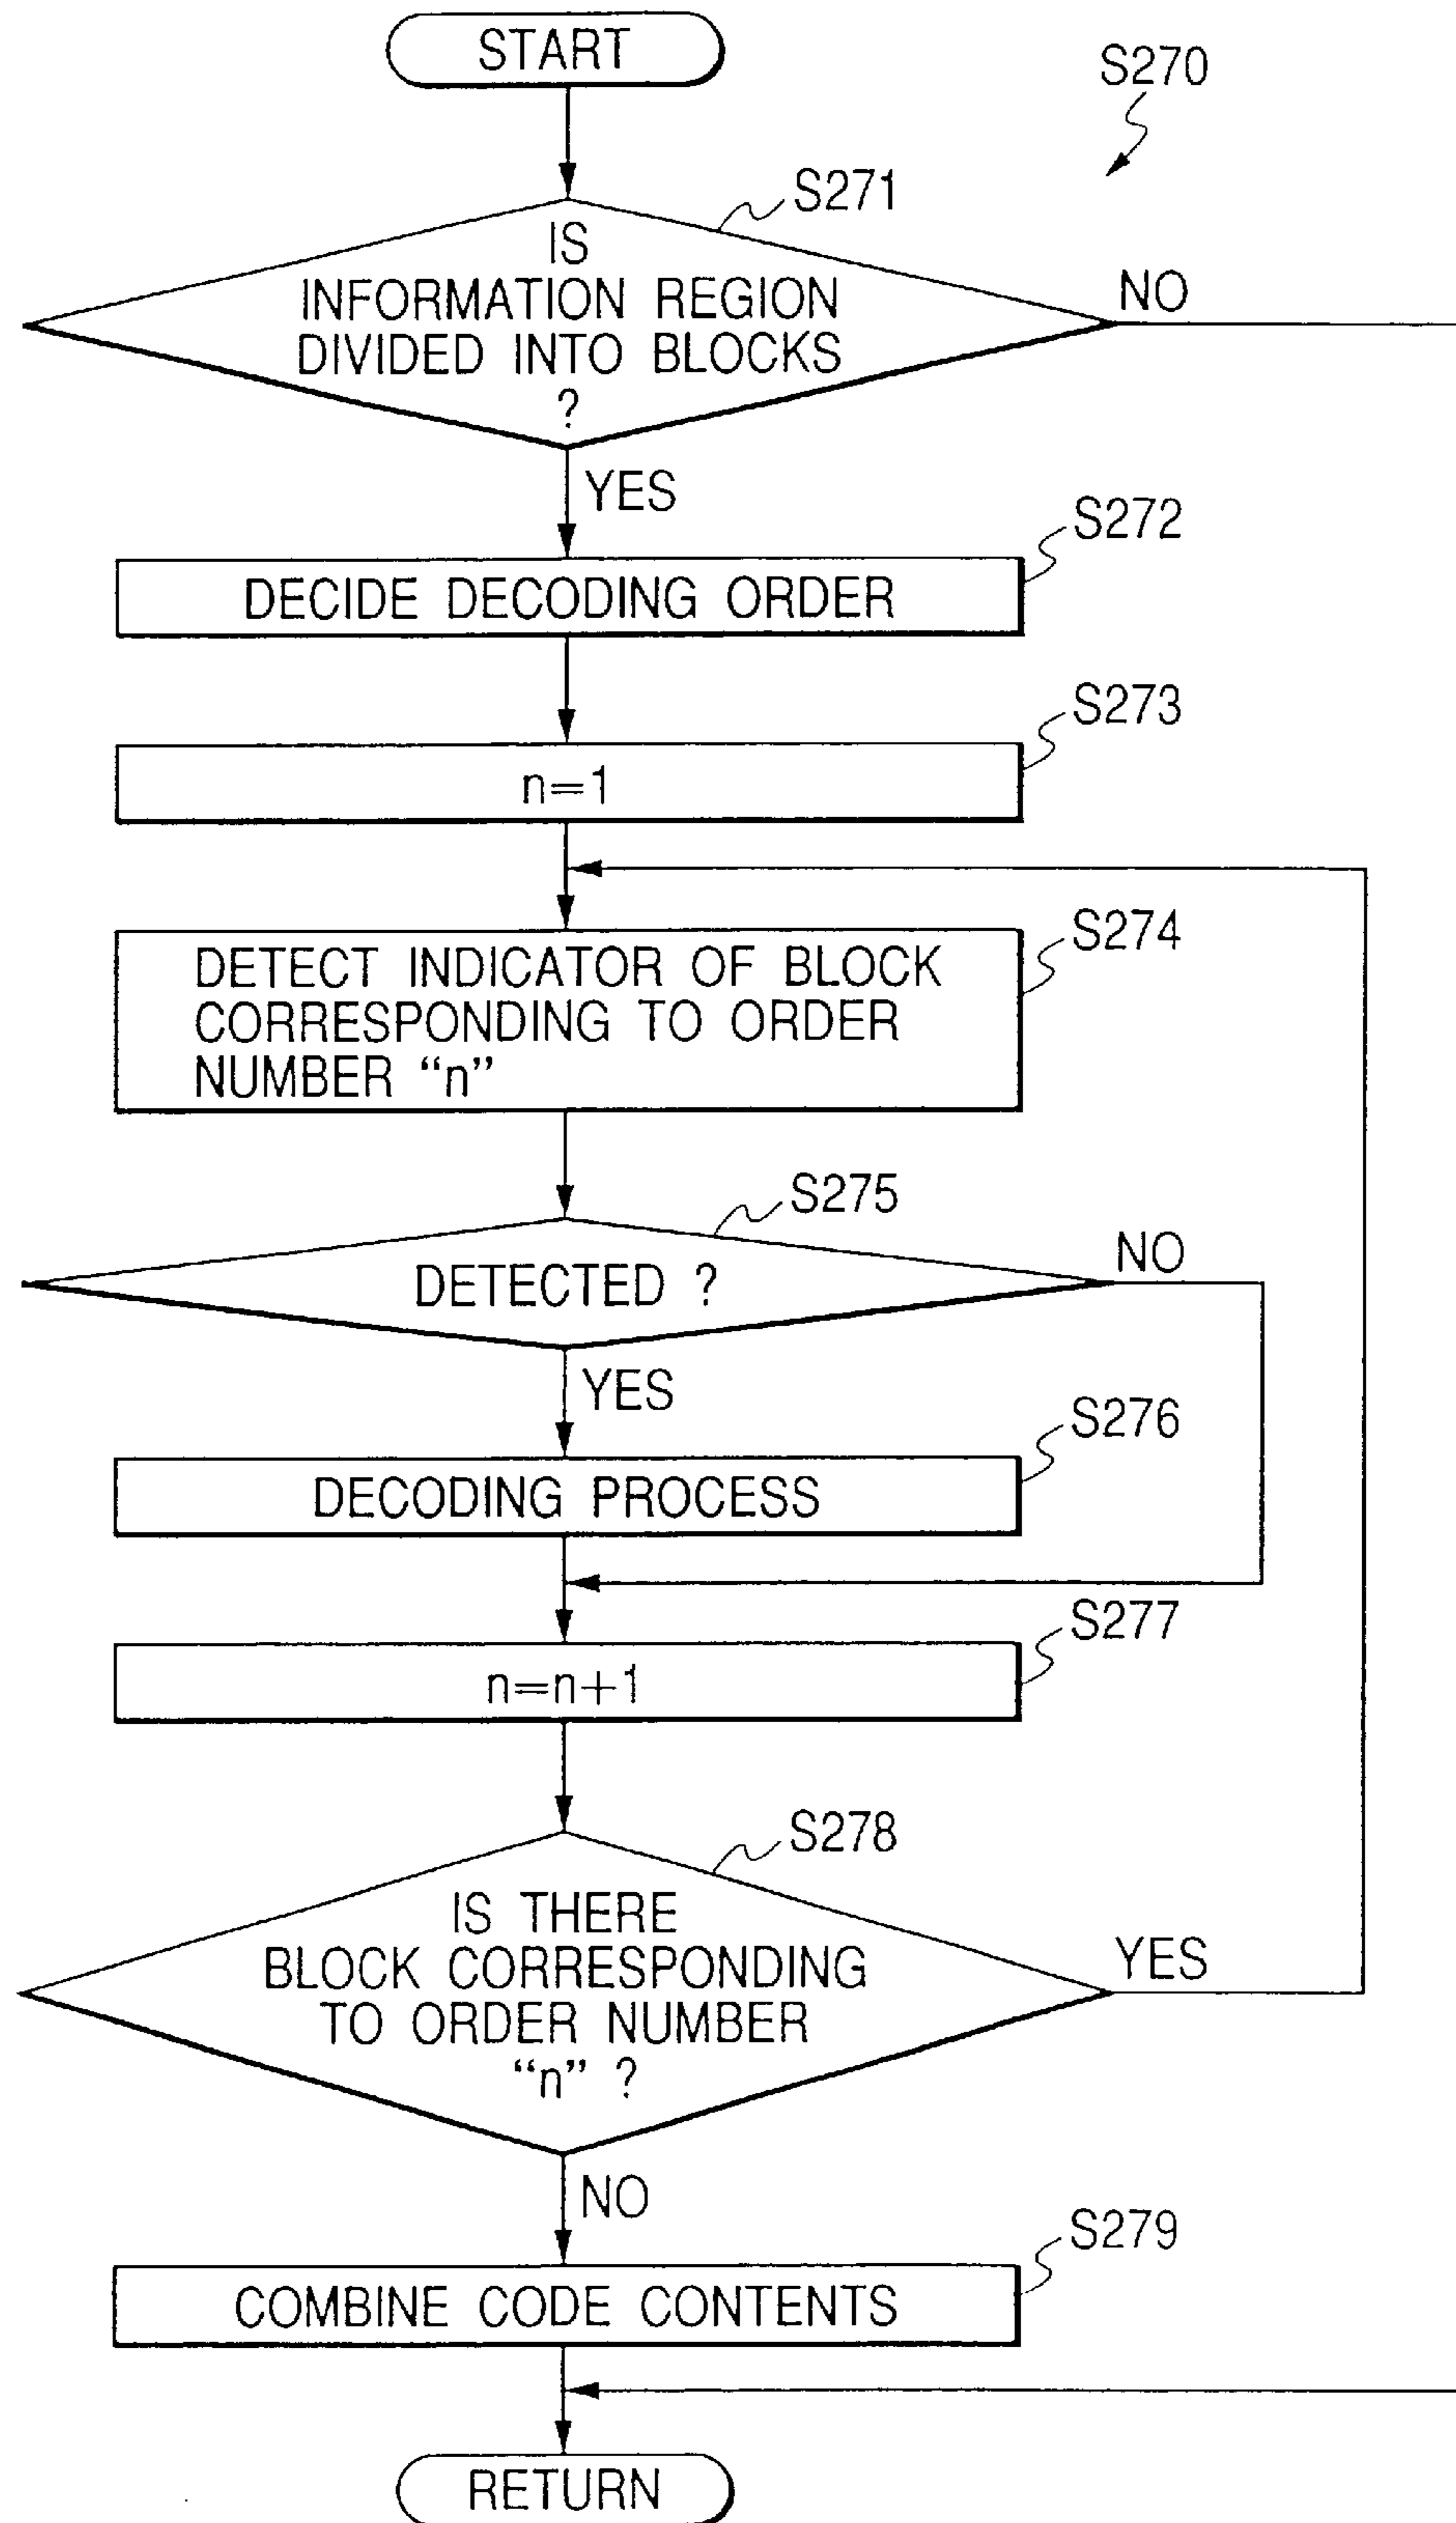 START
S270
S271
IS
INFORMATION REGION
DIVIDED INTO BLOCKS
?
NO
YES
S272
DECIDE DECODING ORDER
S273
n=1
S274
DETECT INDICATOR OF BLOCK
CORRESPONDING TO ORDER
NUMBER “n”
S275
DETECTED ?
NO
YES
S276
DECODING PROCESS
S277
n=n+1
S278
IS THERE
BLOCK CORRESPONDING
TO ORDER NUMBER
“n” ?
YES
NO
S279
COMBINE CODE CONTENTS
RETURN